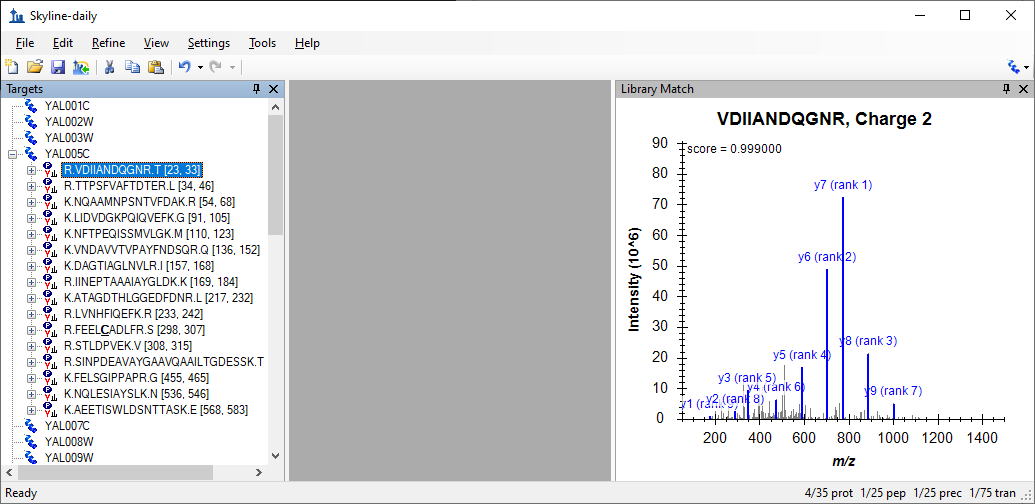 Skyline-daily
File Edit Refine View Settings Tools Help
Targets
YAL001C
YAL002W
YAL003W
YAL005C
R.VDIIANDQGNR.T [23, 33]
R.TTPSFVAFTDTER.L [34, 46]
K.NQAAMNPSNTVFDAK.R [54, 68]
K.LIDVDGKPQIQVEFK.G [91, 105]
K.NFTPEQISSMVLGK.M [110, 123]
K.VNDAVVTVPAYFNDSQR.Q [136, 152]
K.DAGTIAGLNVLR.I [157, 168]
R.IINEPTAAAIAYGLDK.K [169, 184]
K.ATAGDTHLGGEDFDNR.L [217, 232]
R.LVNHFIQEFK.R [233, 242]
R.FEELCADLFR.S [298, 307]
R.STLDPVEK.V [308, 315]
R.SINPDEAVAYGAAVQAAILTGDESSK.T
K.FELSGIPPAPR.G [455, 465]
K.NQLESIAYSLK.N [536, 546]
K.AEETISWLDSNTTASK.E [568, 583]
YAL007C
YAL008W
YAL009W
Library Match
VDIIANDQGNR, Charge 2
score = 0.999000
Intensity (10^6)
90
80
70
60
50
40
30
20
10
0
y7 (rank 1)
y6 (rank 2)
y8 (rank 3)
y5 (rank 4)
y3 (rank 5)
y4 (rank 6)
y9 (rank 7)
y2 (rank 8)
y1 (rank 9)
200 400 600 800 1000 1200 1400
m/z
Ready
4/35 prot 1/25 pep 1/25 prec 1/75 tran